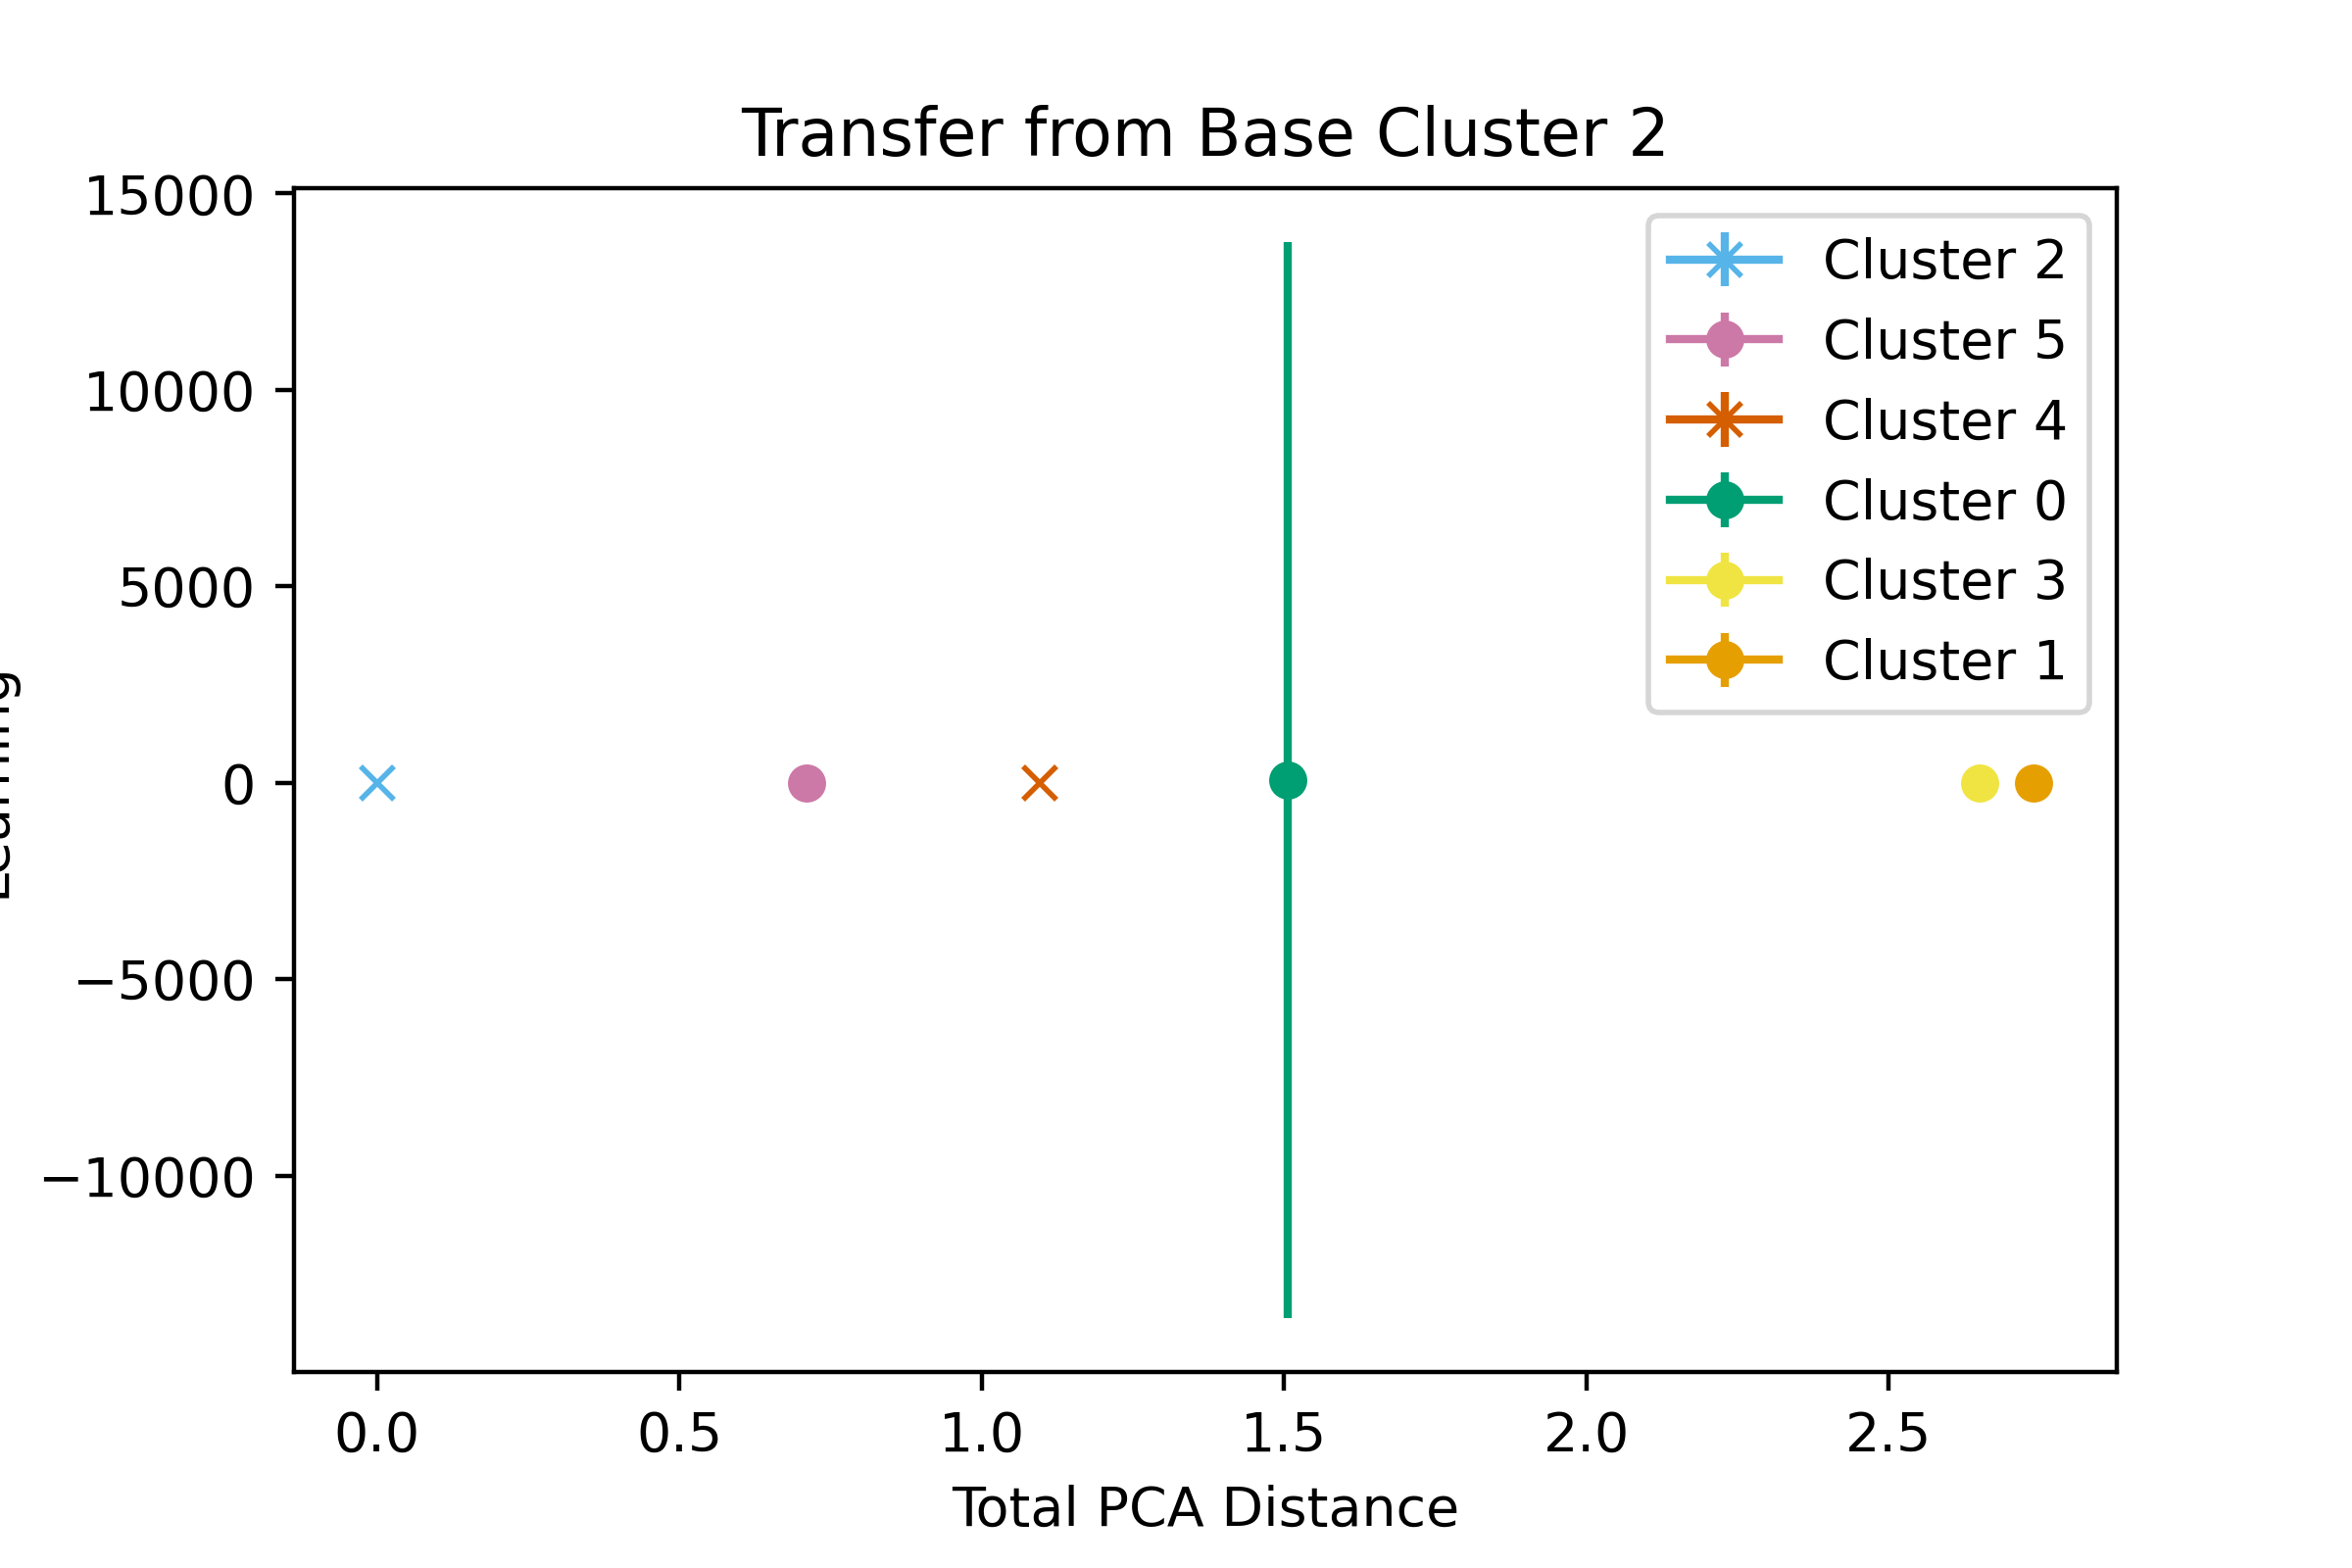 Transfer from Base Cluster 2
15000
10000
5000
0
−5000
−10000
Cluster 2
Cluster 5
Cluster 4
Cluster 0
Cluster 3
Cluster 1
0.0 0.5 1.0 1.5 2.0 2.5
Total PCA Distance